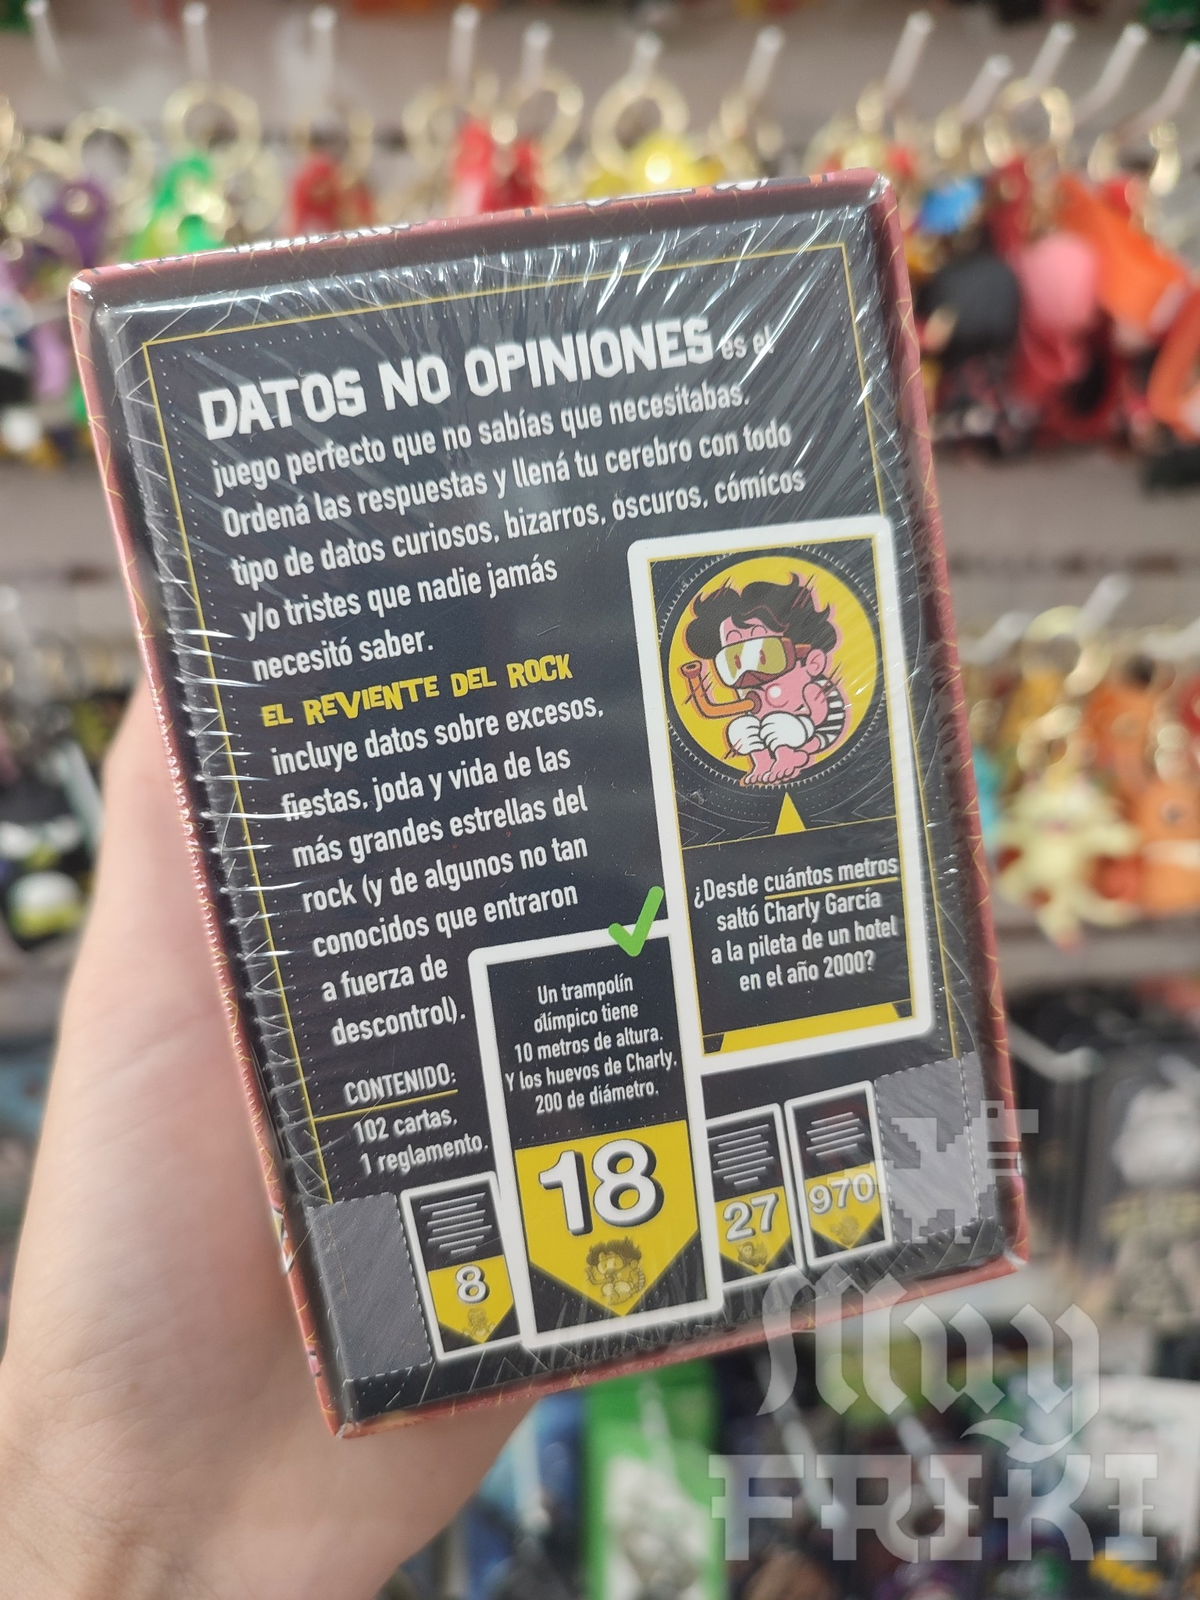 DATOS NO OPINIONES es el
juego perfecto que no sabías que necesitabas.
Ordená las respuestas y llená tu cerebro con todo
tipo de datos curiosos, bizarros, oscuros, cómicos
y/o tristes que nadie jamás
necesitó saber.
EL REVIENTE DEL ROCK
incluye datos sobre excesos,
fiestas, joda y vida de las
más grandes estrellas del
rock (y de algunos no tan
conocidos que entraron
a fuerza de
descontrol).
CONTENIDO:
102 cartas,
1 reglamento.
¿Desde cuántos metros
saltó Charly García
a la pileta de un hotel
en el año 2000?
Un trampolín
olímpico tiene
10 metros de altura.
Y los huevos de Charly,
200 de diámetro.
8
18
27
970
Muy
FRIKI